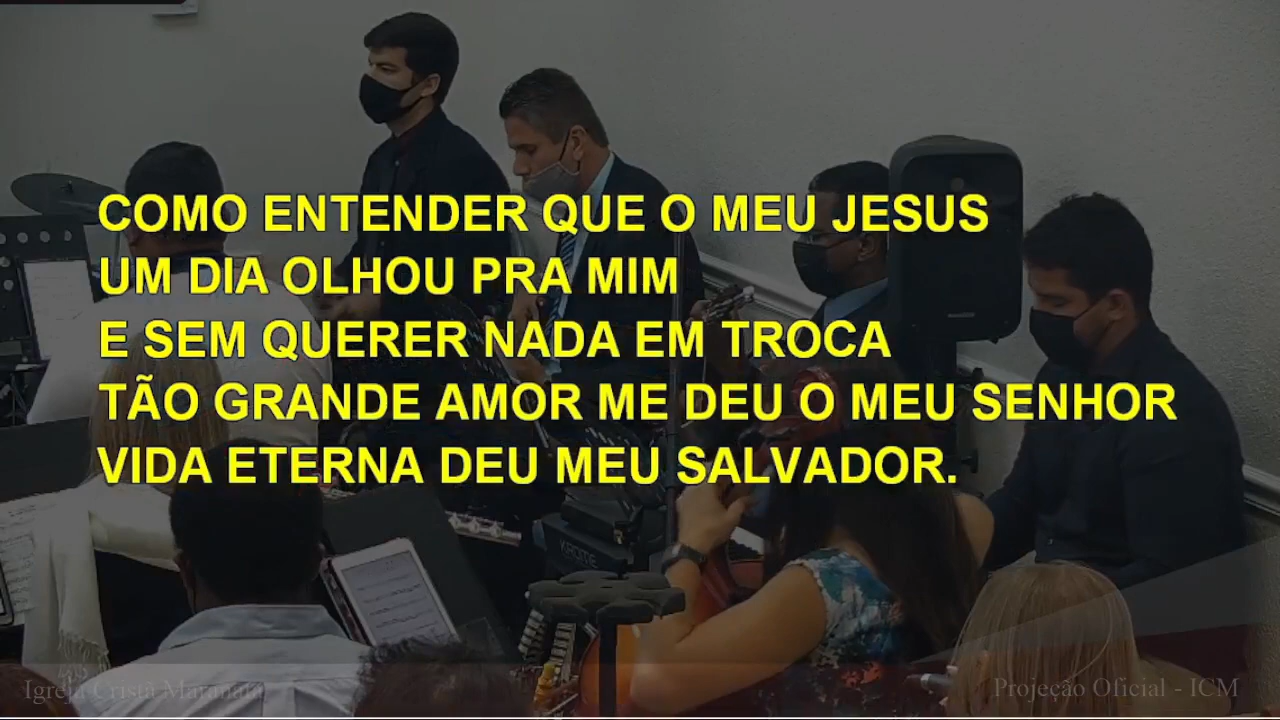 COMO ENTENDER QUE O MEU JESUS
UM DIA OLHOU PRA MIM
E SEM QUERER NADA EM TROCA
TÃO GRANDE AMOR ME DEU O MEU SENHOR
VIDA ETERNA DEU MEU SALVADOR.
KROME
Igreja Cristã Maranata
Projeção Oficial - ICM